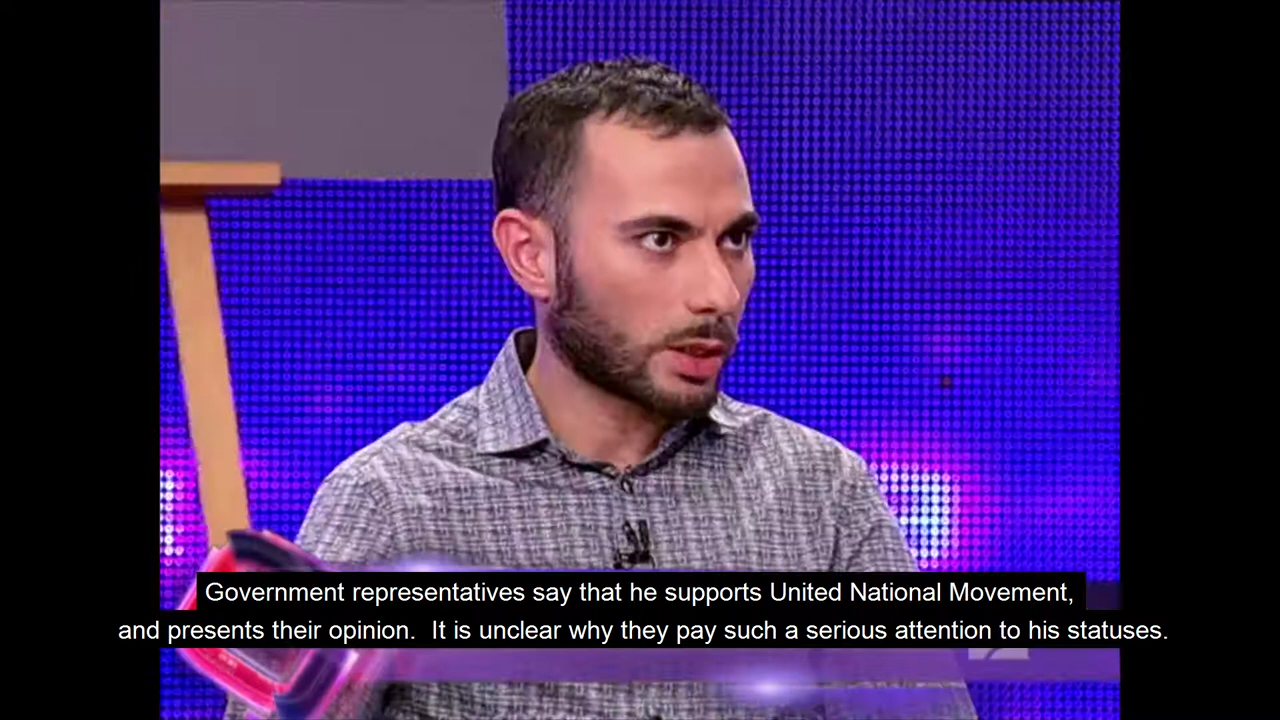 Government representatives say that he supports United National Movement,
and presents their opinion.  It is unclear why they pay such a serious attention to his statuses.